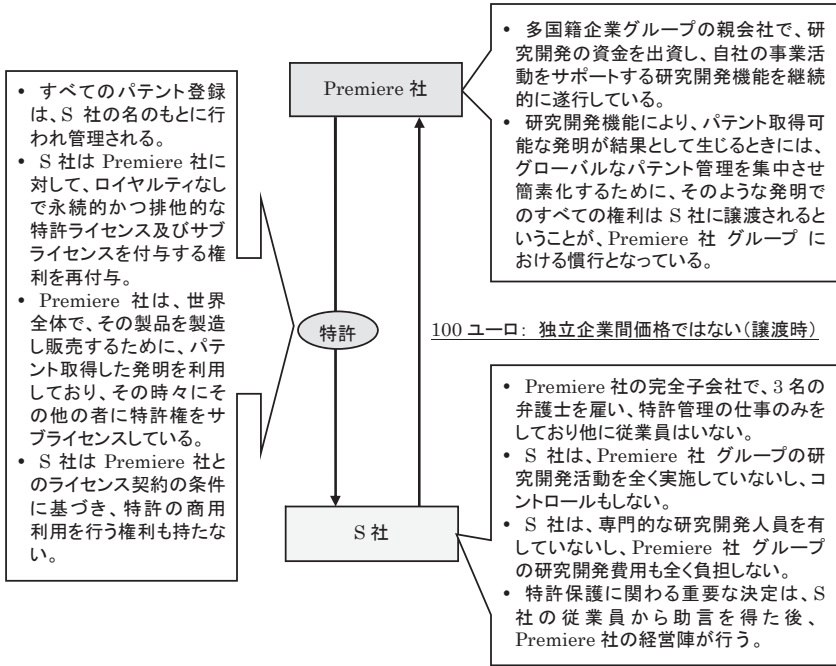 • すべてのパテント登録
は、S 社の名のもとに行
われ管理される。
• S 社は Premiere 社に
対して、ロイヤルティなし
で永続的かつ排他的な
特許ライセンス及びサブ
ライセンスを付与する権
利を再付与。
• Premiere 社は、世界
全体で、その製品を製造
し販売するために、パテ
ント取得した発明を利用
しており、その時々にそ
の他の者に特許権をサ
ブライセンスしている。
• S 社は Premiere 社と
のライセンス契約の条件
に基づき、特許の商用
利用を行う権利も持たな
い。
Premiere 社
特許
S 社
• 多国籍企業グループの親会社で、研
究開発の資金を出資し、自社の事業活
動をサポートする研究開発機能を継続
的に遂行している。
• 研究開発機能により、パテント取得可
能な発明が結果として生じるときには、
グローバルなパテント管理を集中させ
簡素化するために、そのような発明で
のすべての権利は S 社に譲渡されると
いうことが、Premiere 社 グループ に
おける慣行となっている。
100 ユーロ: 独立企業間価格ではない(譲渡時)
• Premiere 社の完全子会社で、3 名の
弁護士を雇い、特許管理の仕事のみを
しており他に従業員はいない。
• S 社は、Premiere 社 グループの研
究開発活動を全く実施していないし、コ
ントロールもしない。
• S 社は、専門的な研究開発人員を有
していないし、Premiere 社 グループ
の研究開発費用も全く負担しない。
• 特許保護に関わる重要な決定は、S
社の従業員から助言を得た後、
Premiere 社の経営陣が行う。